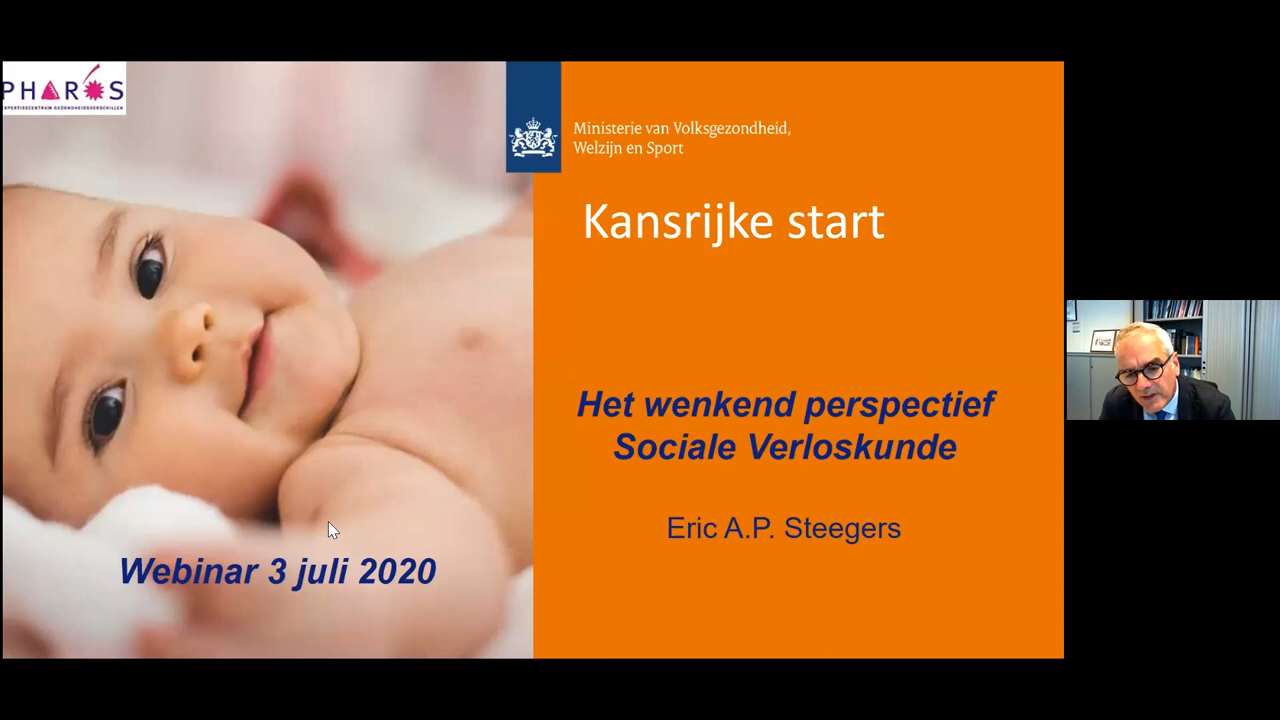 PHAROS
EXPERTISECENTRUM GEZONDHEIDSVERSCHILLEN
Ministerie van Volksgezondheid,
Welzijn en Sport
Kansrijke start
Het wenkend perspectief
Sociale Verloskunde
Eric A.P. Steegers
Webinar 3 juli 2020